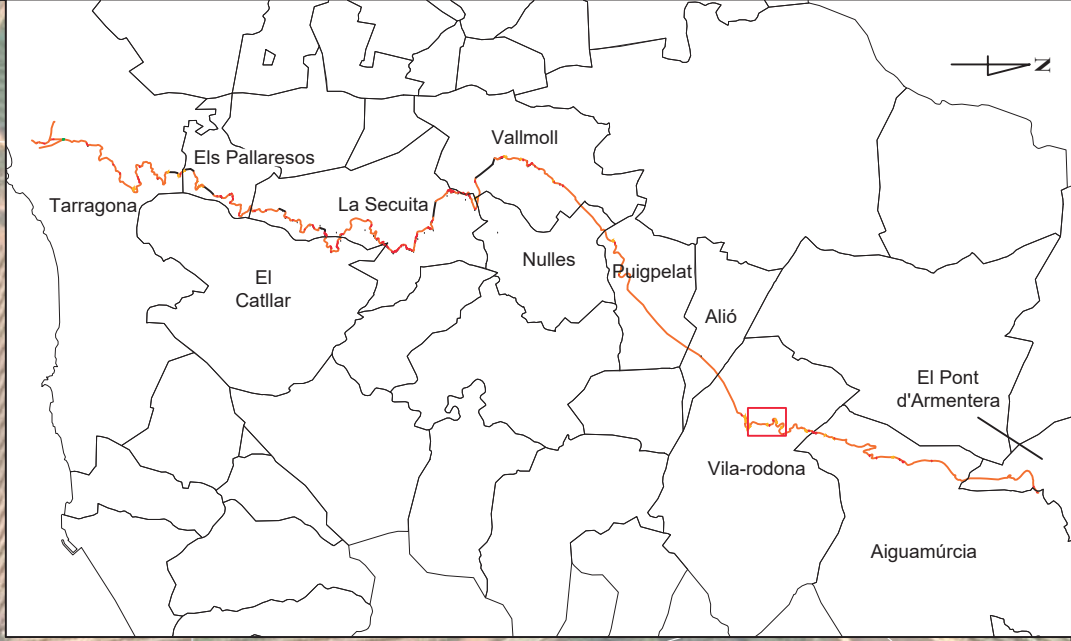 N
Vallmoll
Els Pallaresos
Tarragona
La Secuita
Nulles
El
Catllar
Puigpelat
Alió
El Pont
d'Armentera
Vila-rodona
Aiguamúrcia